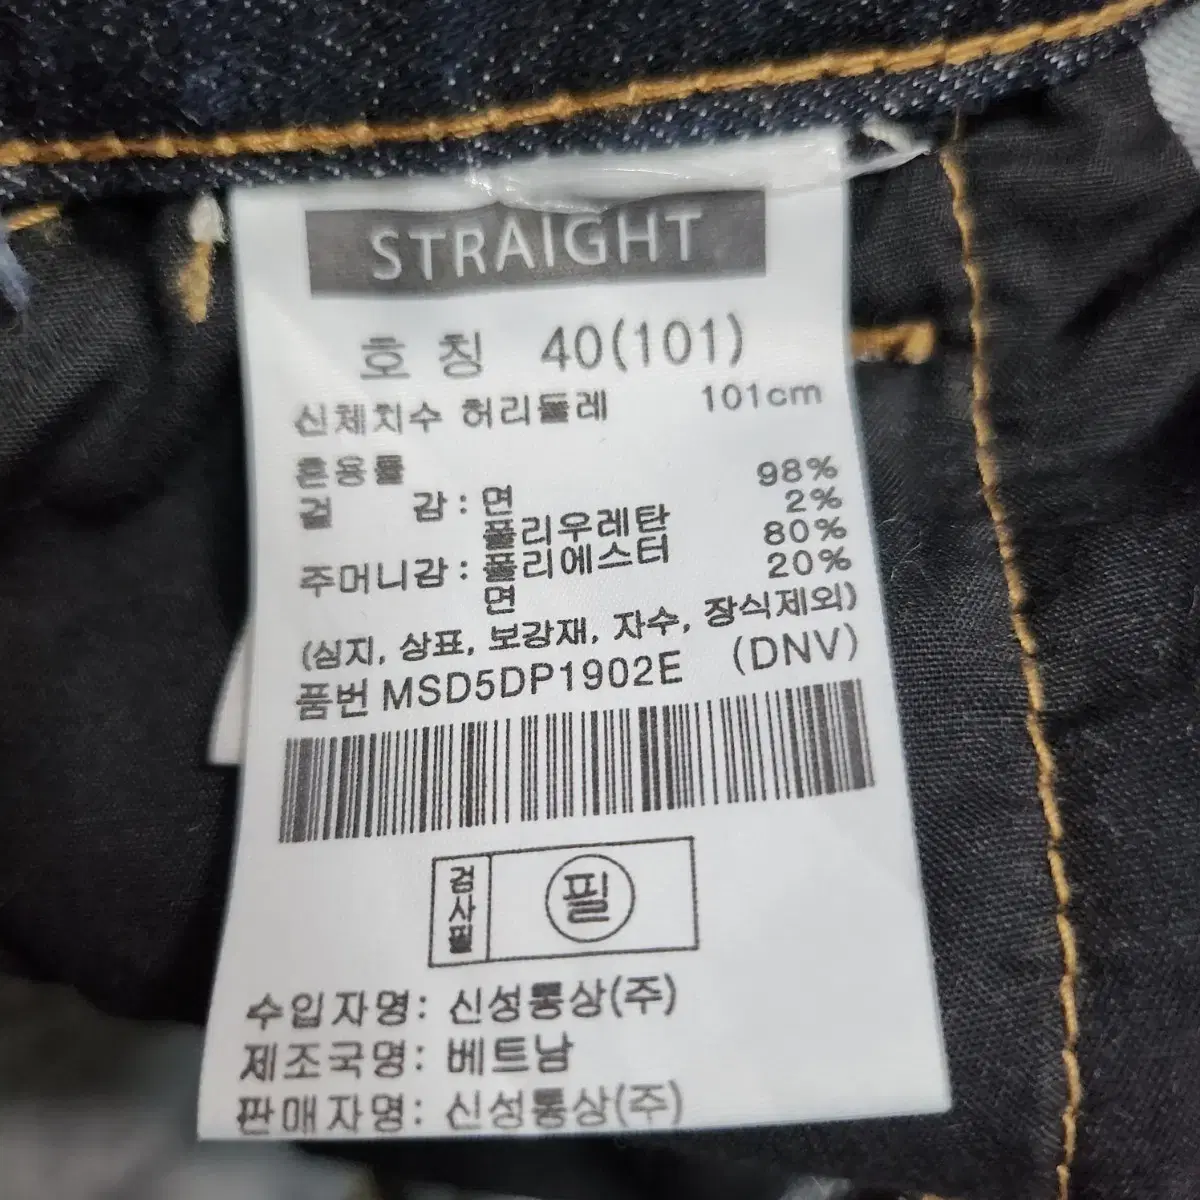 STRAIGHT
호 칭 40(101)
신체치수 허리둘레 101cm
혼용률
겉 감 : 면 98%
폴리우레탄 2%
주머니감 : 폴리에스터 80%
면 20%
(심지, 상표, 보강재, 자수, 장식제외)
품번 MSD5DP1902E (DNV)
검사필 필
수입자명: 신성통상(주)
제조국명: 베트남
판매자명: 신성통상(주)